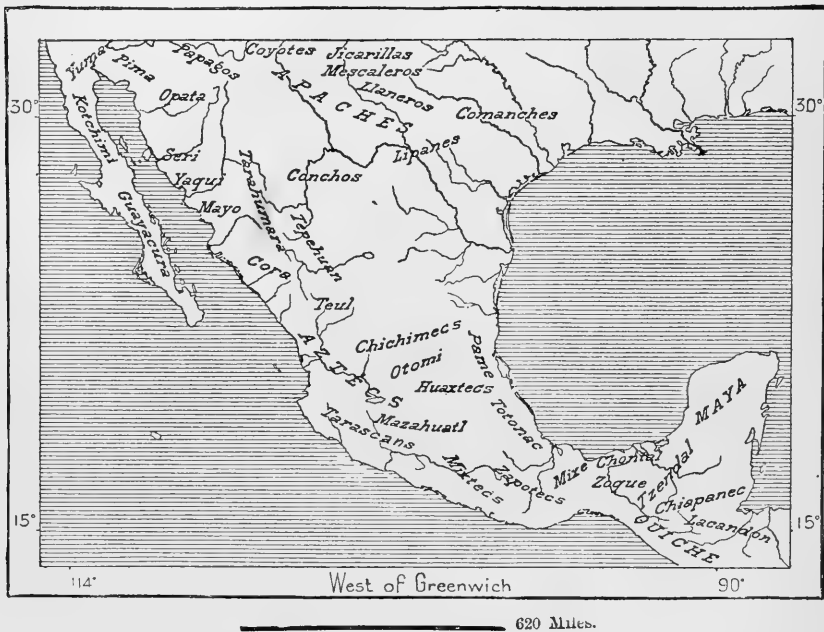 Yuma
Pima
Papagos
Coyotes
Jicarillas
Mescaleros
Llaneros
APACHES
Comanches
Opata
30°
30°
Kotchimi
Lipanes
Seri
Yaqui
Mayo
Tarahumara
Conchos
Guayacura
Tepehuan
Cora
Teul
Chichimecs
Pame
Otomi
Huaxtecs
AZTECS
MAYA
Totonac
Mazahuatl
Tarascans
Mixtecs
Zapotecs
Mixe
Chontal
Zoque
Tzendal
Chispanec
Lacandon
QUICHE
15°
15°
114°
West of Greenwich
90°
620 Miles.